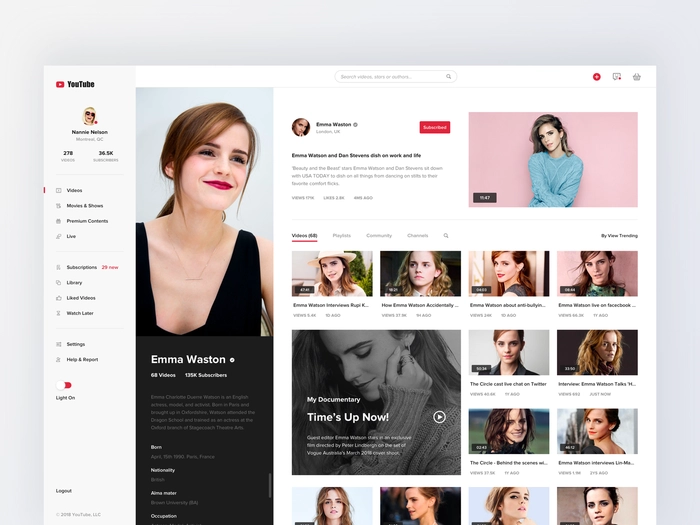 YouTube
Search videos, stars or authors...
Nannie Nelson
Montreal, QC
278
36.5K
VIDEOS
SUBSCRIBERS
Videos
Movies & Shows
Premium Contents
Live
Subscriptions 29 new
Library
Liked Videos
Watch Later
Settings
Help & Report
Light On
Logout
© 2018 YouTube, LLC
Emma Waston
68 Videos 135K Subscribers
Emma Charlotte Duerre Watson is an English
actress, model, and activist. Born in Paris and
brought up in Oxfordshire, Watson attended the
Dragon School and trained as an actress at the
Oxford branch of Stagecoach Theatre Arts.
Born
April, 15th 1990. Paris, France
Nationality
British
Alma mater
Brown University (BA)
Occupation
Emma Waston
London, UK
Subscribed
Emma Watson and Dan Stevens dish on work and life
'Beauty and the Beast' stars Emma Watson and Dan Stevens sit down
with USA TODAY to dish on all things from dancing on stilts to their
favorite comfort flicks.
VIEWS 171K LIKES 2.8K 4MS AGO
11:47
Videos (68) Playlists Community Channels
By View Trending
47:41
Emma Watson Interviews Rupi K...
VIEWS 5.4K 1D AGO
18:21
How Emma Watson Accidentally ...
VIEWS 37.9K
04:03
Emma Watson about anti-bullyin...
VIEWS 24K 1D AGO
08:44
Emma Watson live on facebook ...
VIEWS 86.2K 1Y AGO
My Documentary
Time's Up Now!
Guest editor Emma Watson stars in an exclusive
film directed by Peter Lindbergh on the set of
Vogue Australia's March 2018 cover shoot.
50:34
The Circle cast live chat on Twitter
VIEWS 40.6K 1Y AGO
23:50
Interview: Emma Watson Talks 'H...
VIEWS 652 JUST NOW
02:43
The Circle - Behind the scenes wi...
VIEWS 37.5K 1Y AGO
46:12
Emma Watson interviews Lin-Ma...
VIEWS 1.1M 2YS AGO